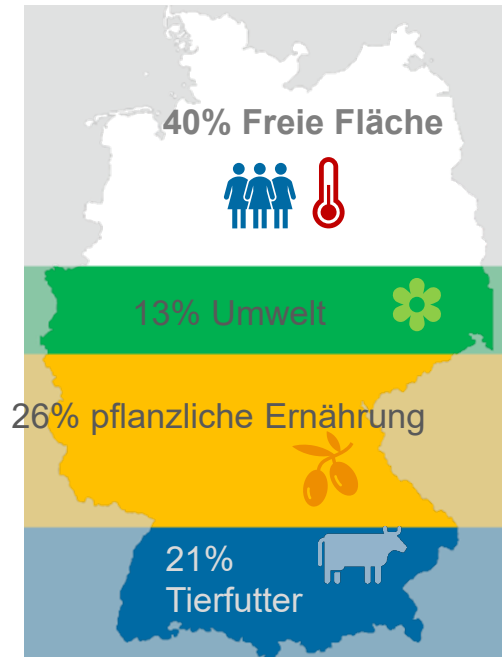 40% Freie Fläche
13% Umwelt
26% pflanzliche Ernährung
21%
Tierfutter